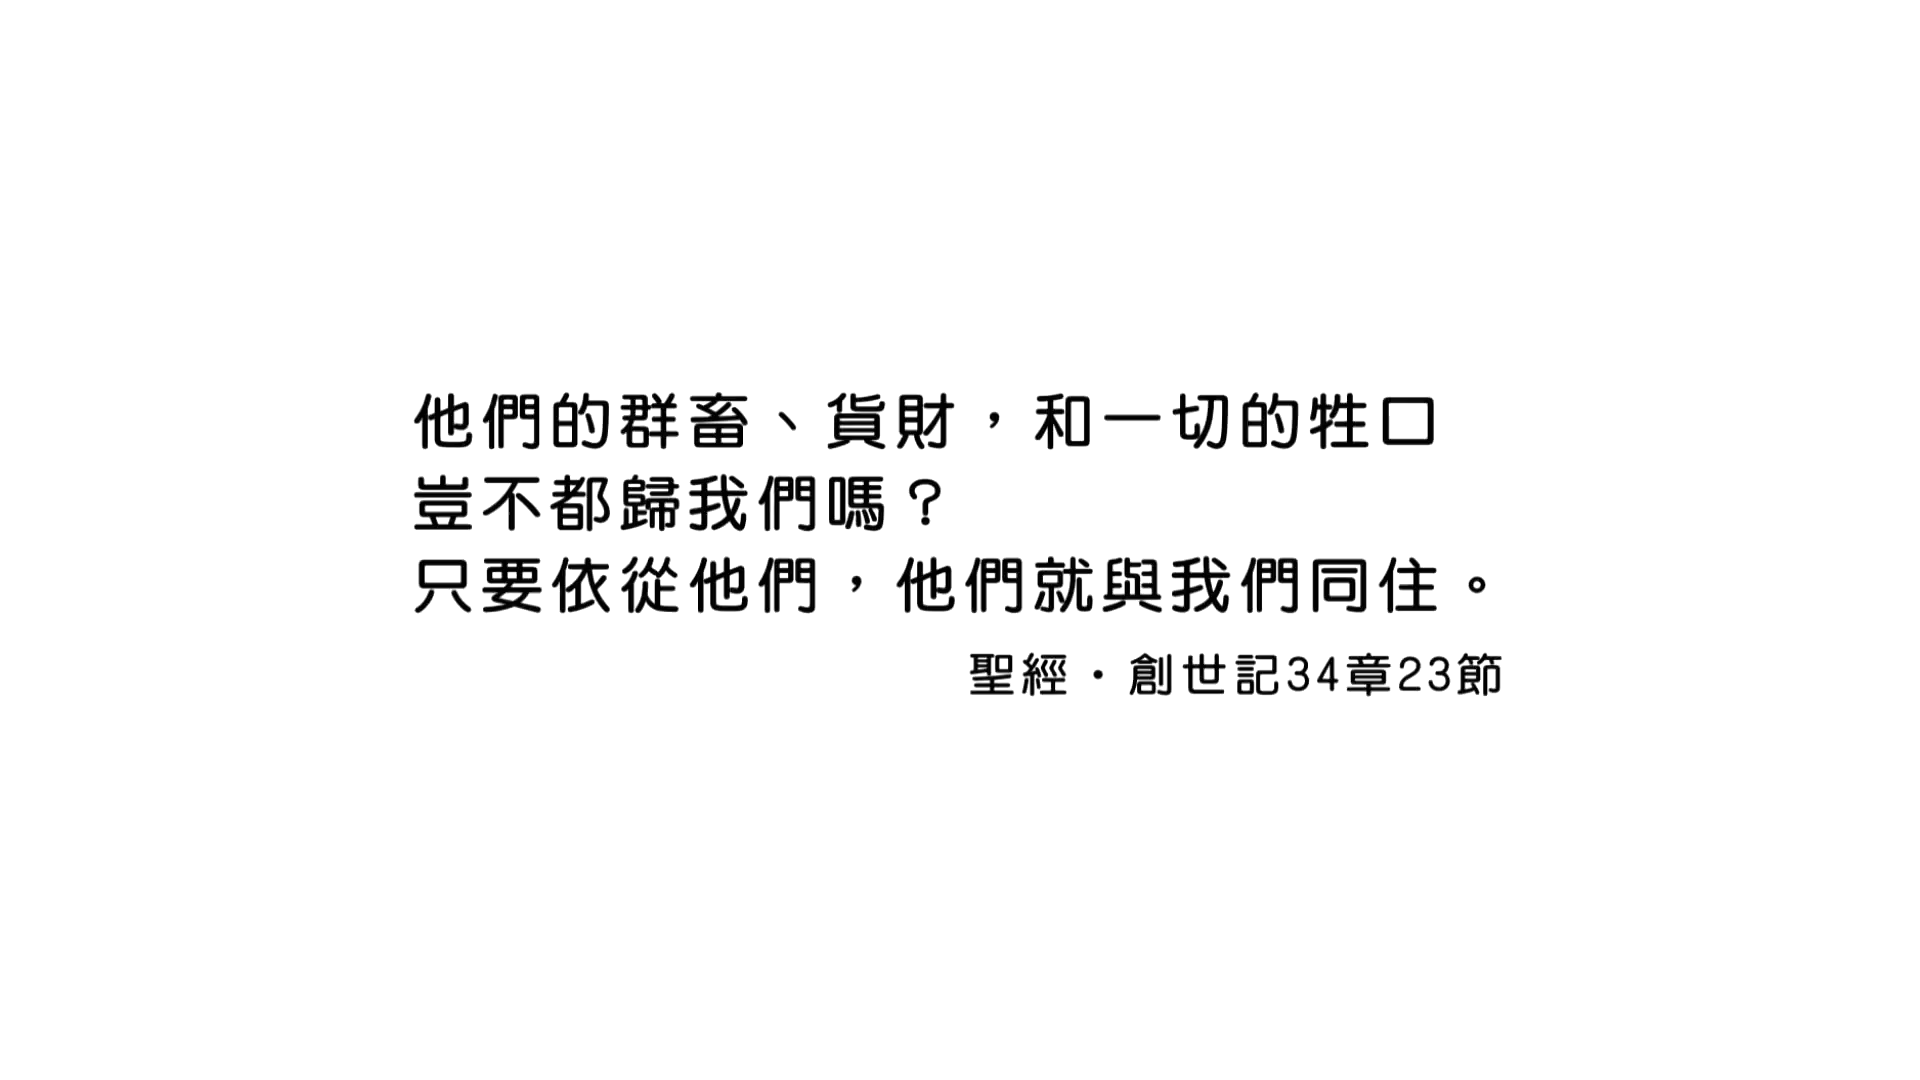 他們的群畜、貨財，和一切的牲口
豈不都歸我們嗎？
只要依從他們，他們就與我們同住。
聖經・創世記34章23節